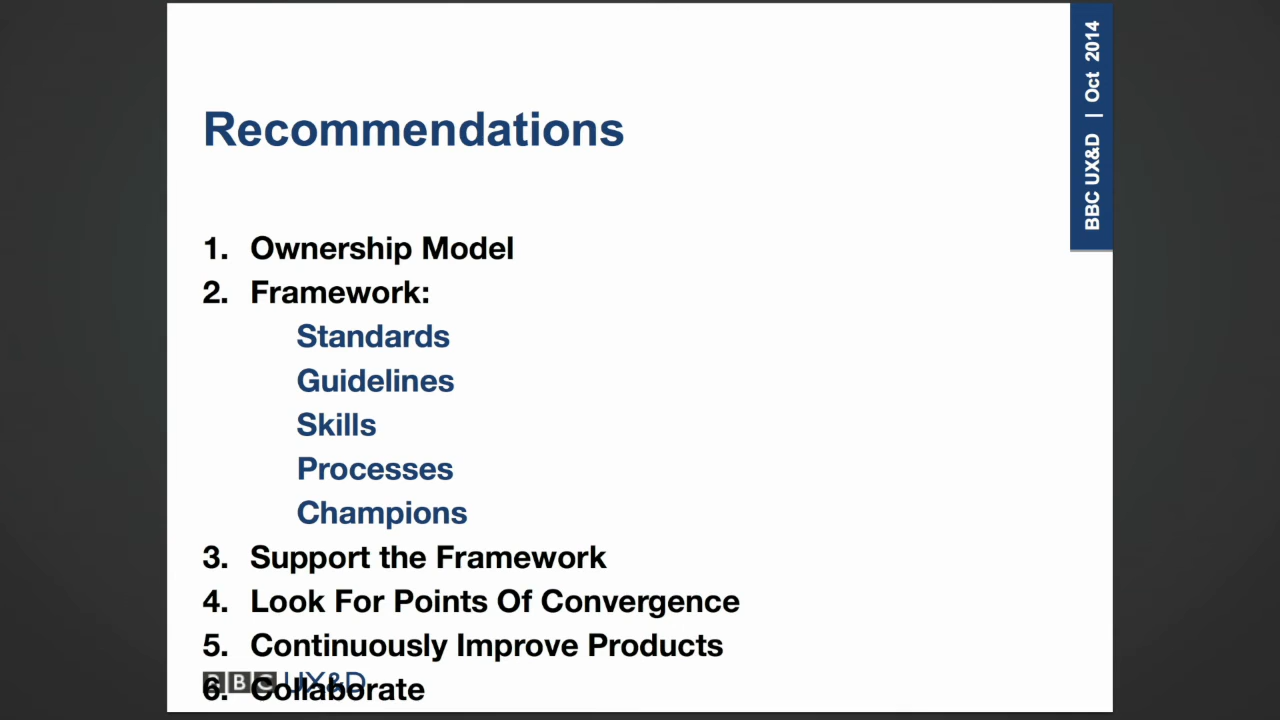 BBC UX&D | Oct 2014
Recommendations
1. Ownership Model
2. Framework:
Standards
Guidelines
Skills
Processes
Champions
3. Support the Framework
4. Look For Points Of Convergence
5. Continuously Improve Products
6. Collaborate
BBC UX&D